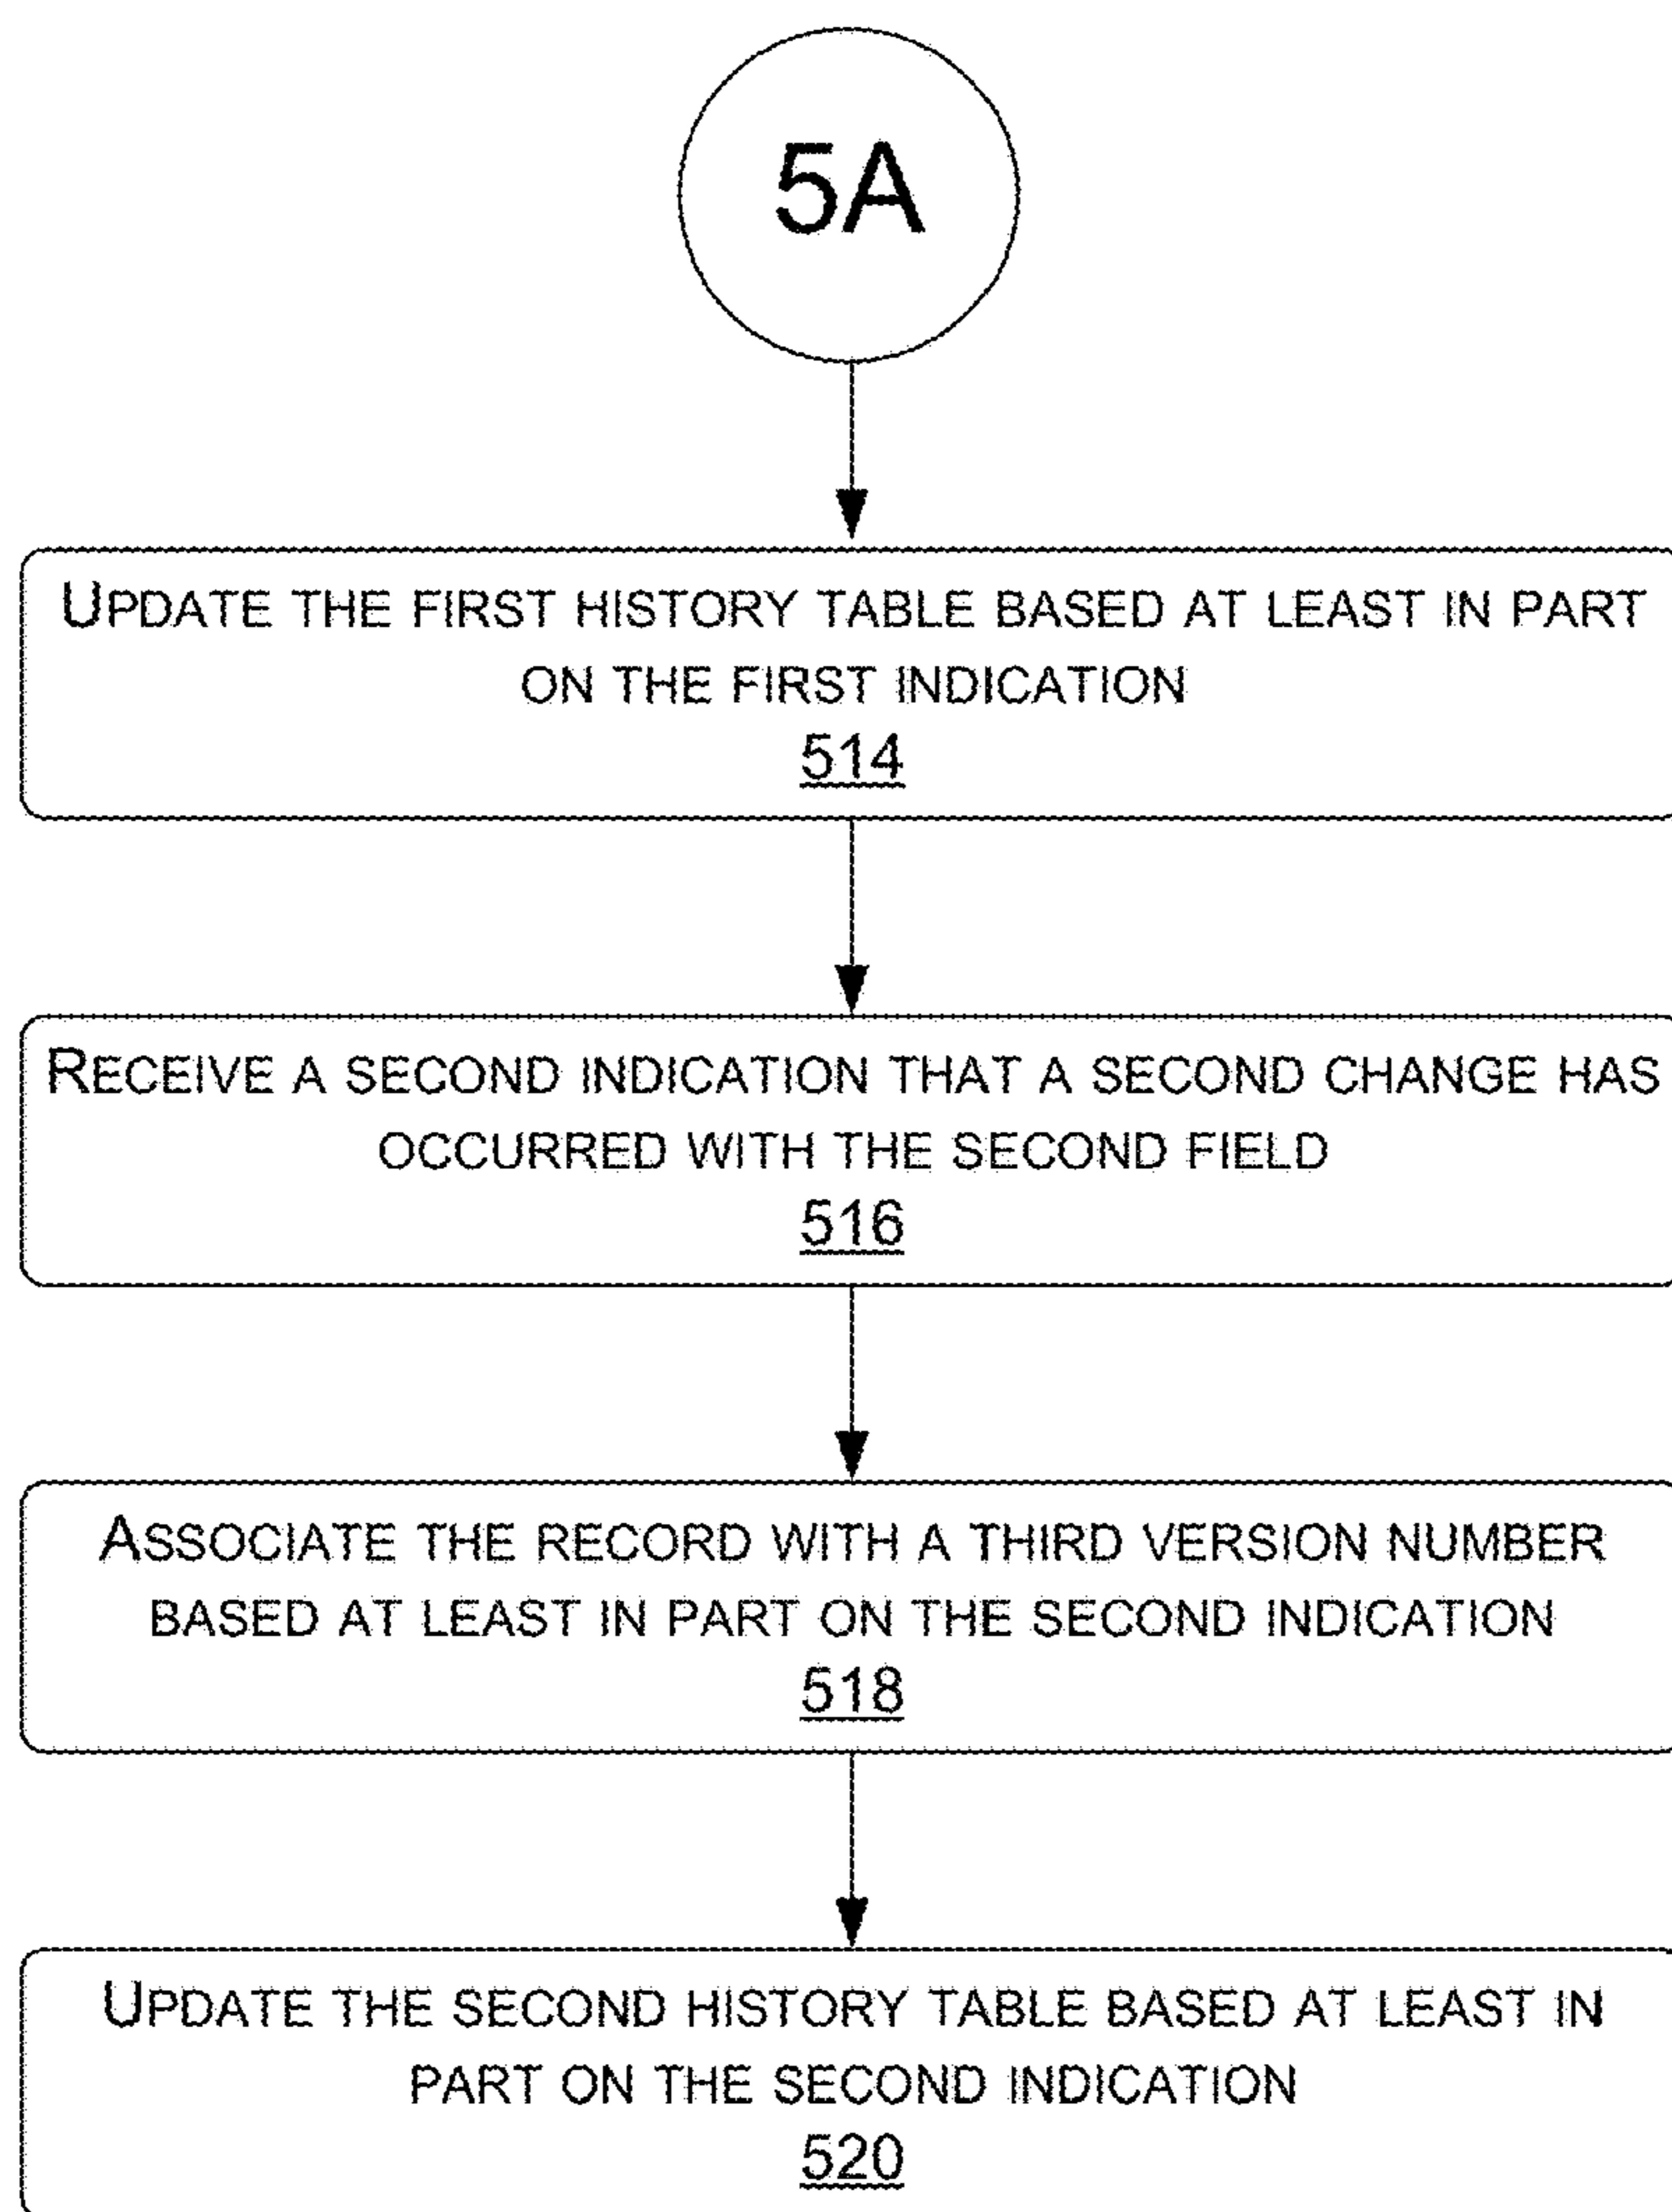 5A
UPDATE THE FIRST HISTORY TABLE BASED AT LEAST IN PART
ON THE FIRST INDICATION
514
RECEIVE A SECOND INDICATION THAT A SECOND CHANGE HAS
OCCURRED WITH THE SECOND FIELD
516
ASSOCIATE THE RECORD WITH A THIRD VERSION NUMBER
BASED AT LEAST IN PART ON THE SECOND INDICATION
518
UPDATE THE SECOND HISTORY TABLE BASED AT LEAST IN
PART ON THE SECOND INDICATION
520